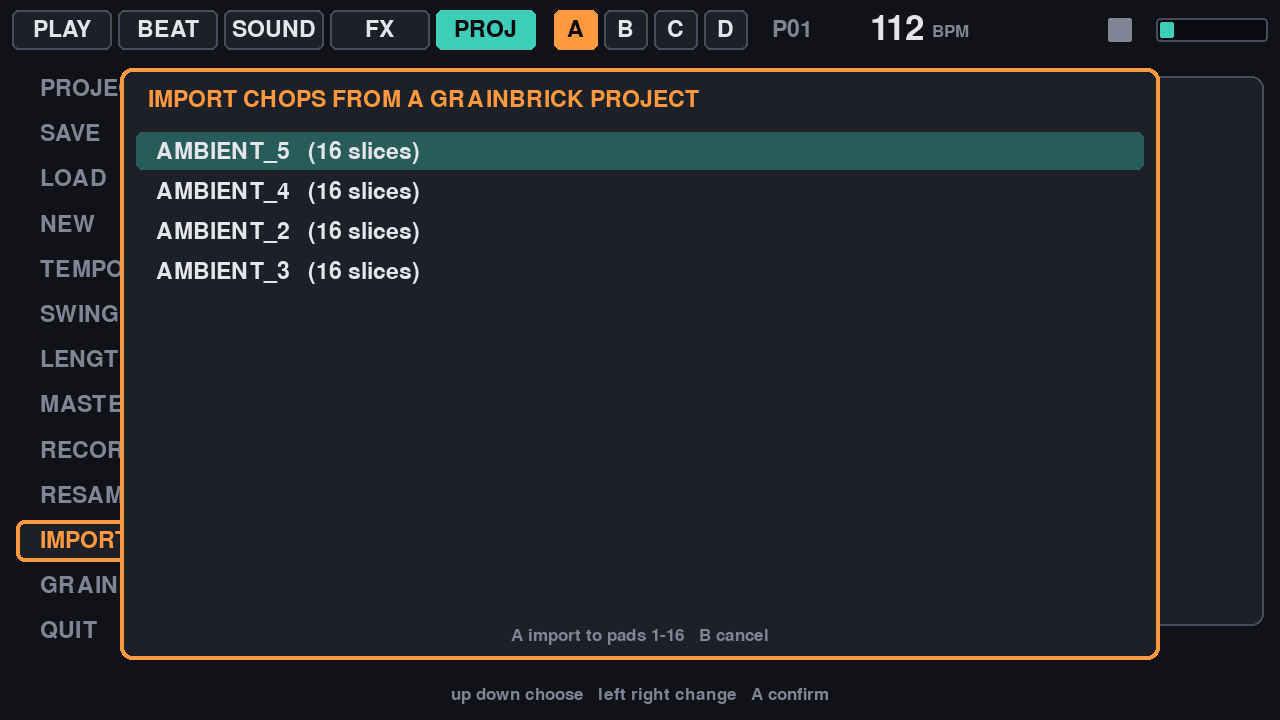 PLAY BEAT SOUND FX PROJ A B C D P01 112 BPM
IMPORT CHOPS FROM A GRAINBRICK PROJECT
AMBIENT_5 (16 slices)
AMBIENT_4 (16 slices)
AMBIENT_2 (16 slices)
AMBIENT_3 (16 slices)
A import to pads 1-16 B cancel
PROJE
SAVE
LOAD
NEW
TEMPO
SWING
LENGT
MASTE
RECOR
RESAM
IMPORT
GRAIN
QUIT
up down choose left right change A confirm